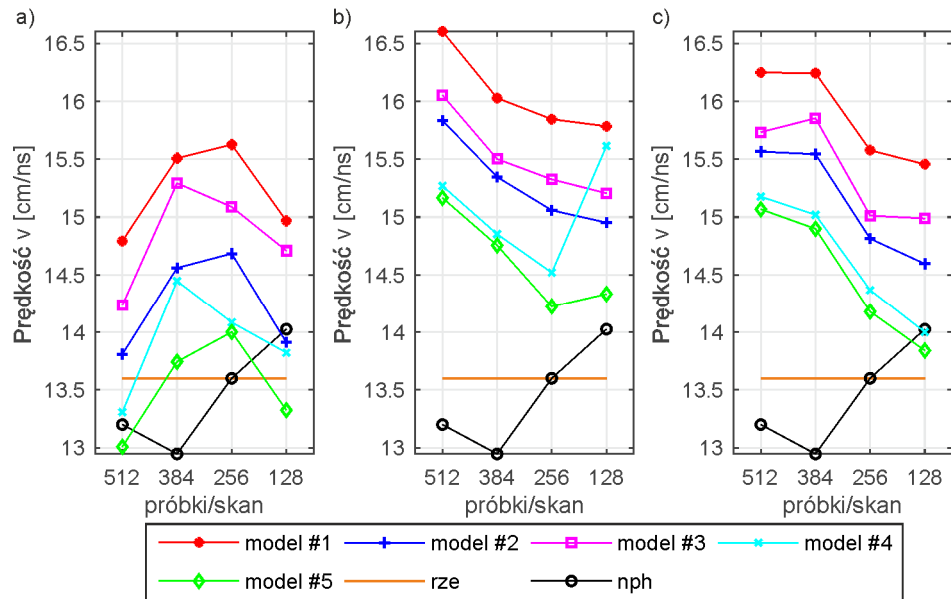 a)
b)
c)
Prędkość v [cm/ns]
16.5
16
15.5
15
14.5
14
13.5
13
512 384 256 128
próbki/skan
Prędkość v [cm/ns]
16.5
16
15.5
15
14.5
14
13.5
13
512 384 256 128
próbki/skan
Prędkość v [cm/ns]
16.5
16
15.5
15
14.5
14
13.5
13
512 384 256 128
próbki/skan
model #1 model #2 model #3 model #4
model #5 rze nph